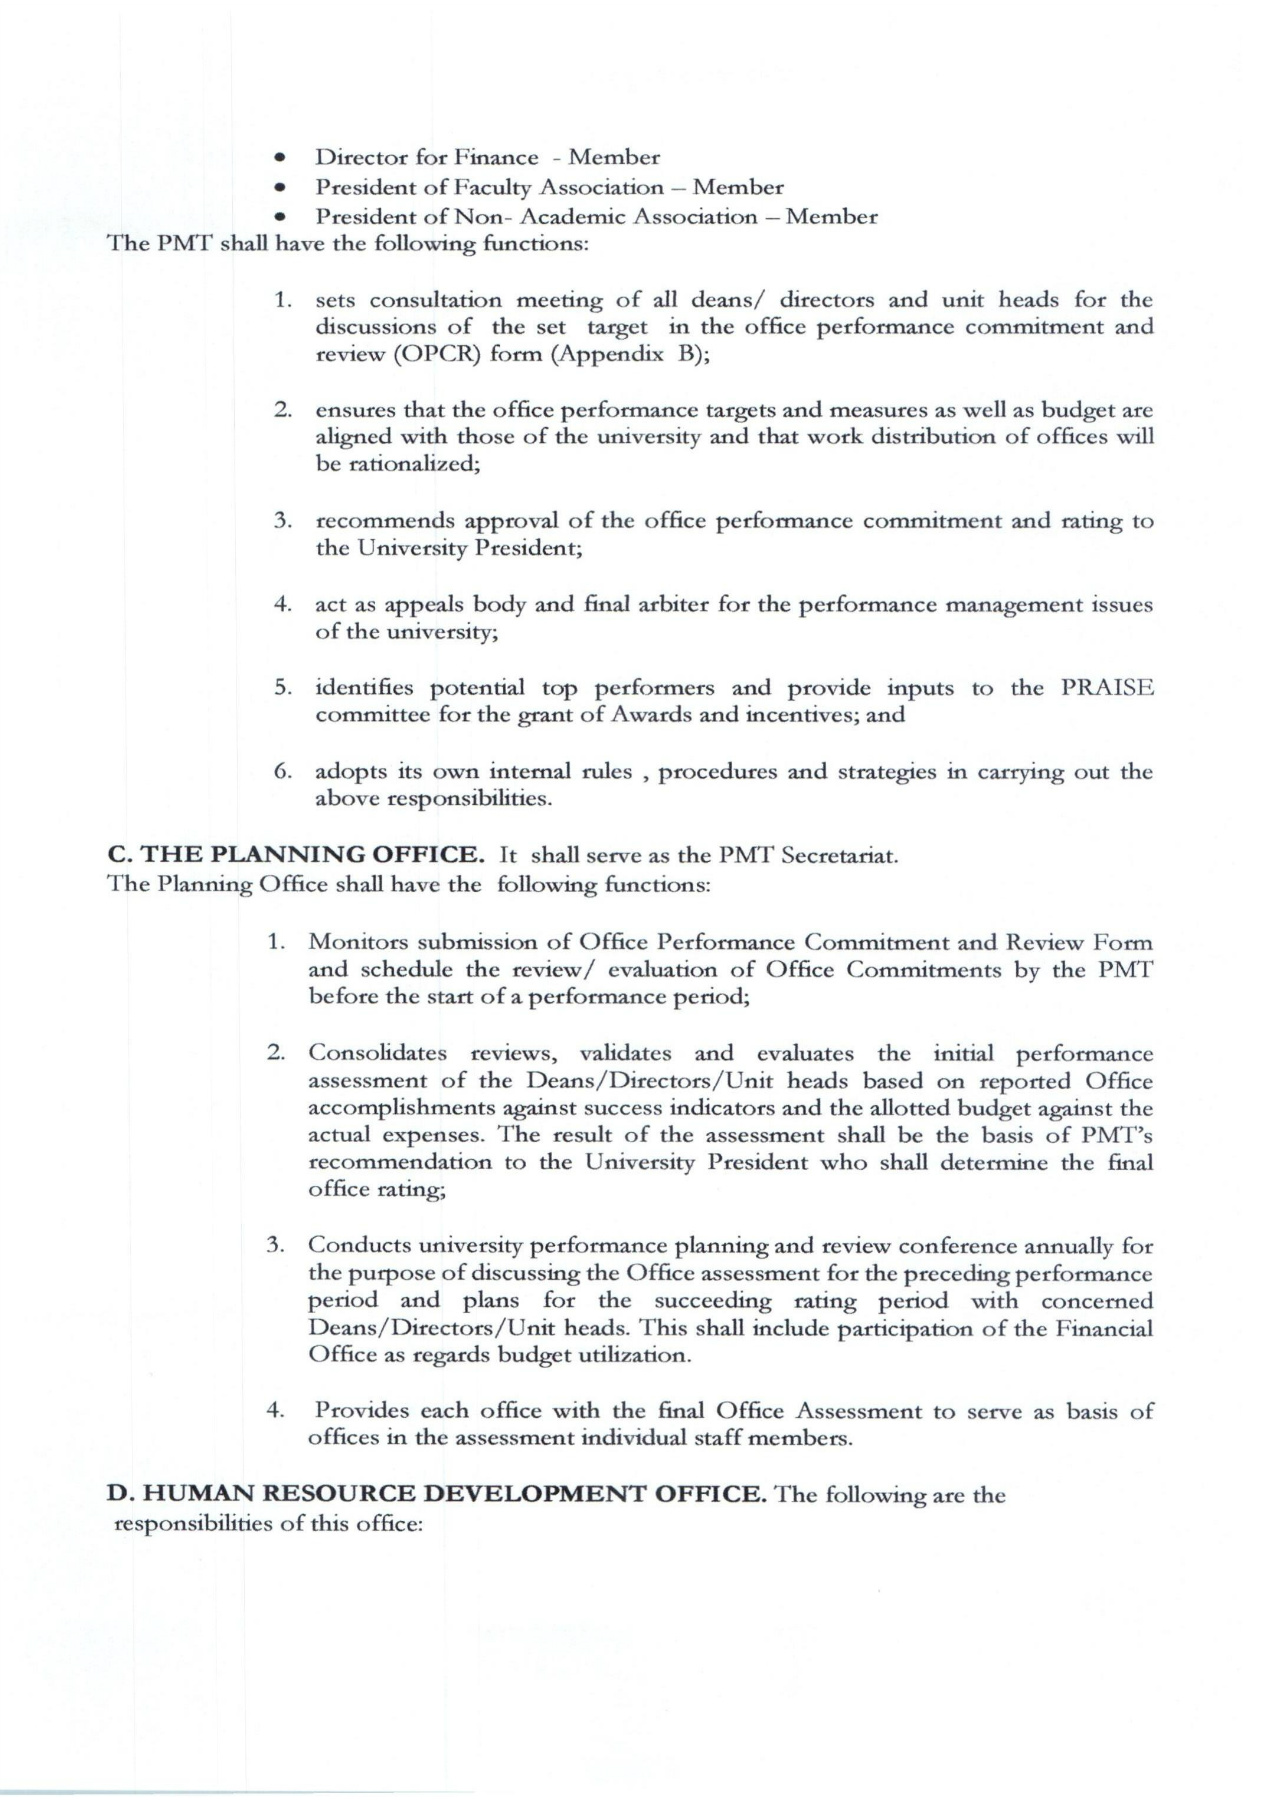 • Director for Finance - Member
• President of Faculty Association – Member
• President of Non- Academic Association – Member
The PMT shall have the following functions:
1. sets consultation meeting of all deans/ directors and unit heads for the
discussions of the set target in the office performance commitment and
review (OPCR) form (Appendix B);
2. ensures that the office performance targets and measures as well as budget are
aligned with those of the university and that work distribution of offices will
be rationalized;
3. recommends approval of the office performance commitment and rating to
the University President;
4. act as appeals body and final arbiter for the performance management issues
of the university;
5. identifies potential top performers and provide inputs to the PRAISE
committee for the grant of Awards and incentives; and
6. adopts its own internal rules , procedures and strategies in carrying out the
above responsibilities.
C. THE PLANNING OFFICE. It shall serve as the PMT Secretariat.
The Planning Office shall have the following functions:
1. Monitors submission of Office Performance Commitment and Review Form
and schedule the review/ evaluation of Office Commitments by the PMT
before the start of a performance period;
2. Consolidates reviews, validates and evaluates the initial performance
assessment of the Deans/Directors/Unit heads based on reported Office
accomplishments against success indicators and the allotted budget against the
actual expenses. The result of the assessment shall be the basis of PMT's
recommendation to the University President who shall determine the final
office rating;
3. Conducts university performance planning and review conference annually for
the purpose of discussing the Office assessment for the preceding performance
period and plans for the succeeding rating period with concerned
Deans/Directors/Unit heads. This shall include participation of the Financial
Office as regards budget utilization.
4. Provides each office with the final Office Assessment to serve as basis of
offices in the assessment individual staff members.
D. HUMAN RESOURCE DEVELOPMENT OFFICE. The following are the
responsibilities of this office: